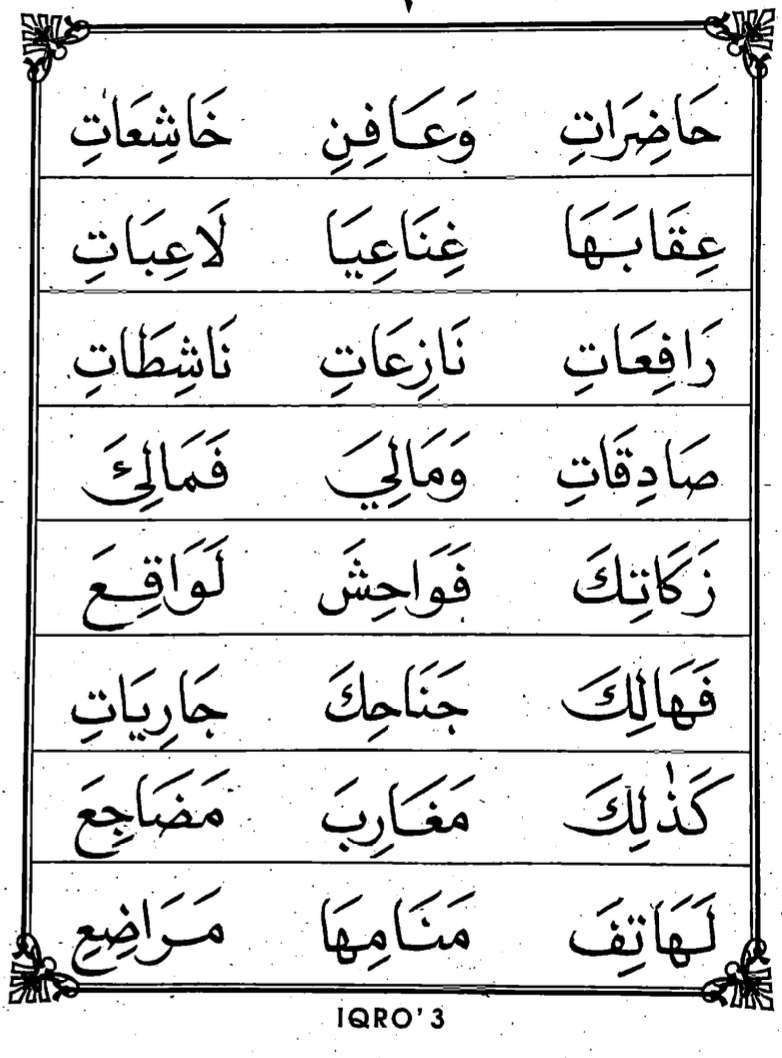 حَاضِرَاتِ وَعَافِنِ خَاشِعَاتِ
عِقَابَهَا غِنَاعِيَا لَاعِبَاتِ
رَافِعَاتِ نَازِعَاتِ نَاشِطَاتِ
صَادِقَاتِ وَمَالِيَ فَمَالِئَ
زَكَاتِكَ فَوَاحِشَ لَوَاقِعَ
فَهَالِكَ جَنَاحِكَ جَارِيَاتِ
كَذٰلِكَ مَغَارِبَ مَضَاجِعَ
لَهَاتِفَ مَنَامِهَا مَرَاضِعِ
IQRO' 3